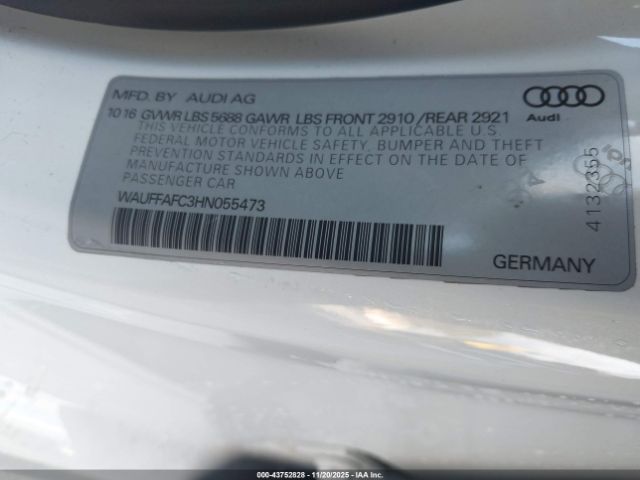 MFD. BY AUDI AG
10 16 GVWR LBS 5688 GAWR LBS FRONT 2910 / REAR 2921
THIS VEHICLE CONFORMS TO ALL APPLICABLE U.S.
FEDERAL MOTOR VEHICLE SAFETY, BUMPER AND THEFT
PREVENTION STANDARDS IN EFFECT ON THE DATE OF
MANUFACTURE SHOWN ABOVE
PASSENGER CAR
WAUFFAFC3HN055473
Audi
4132355
GERMANY
000-43752828 - 11/20/2025 - IAAI.COM